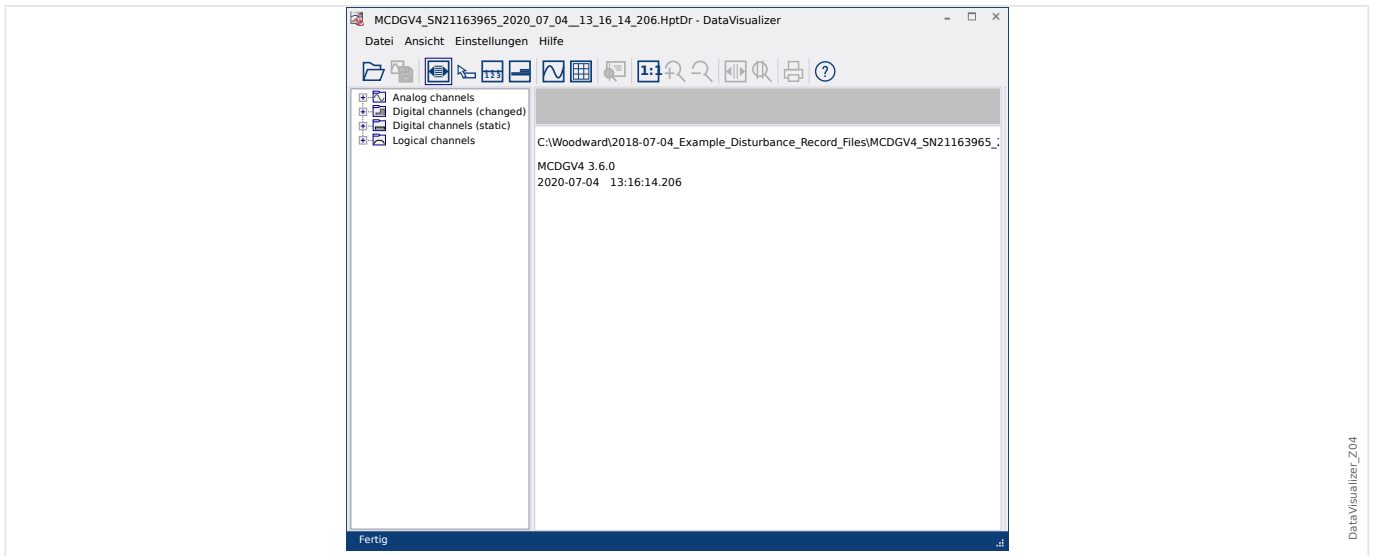 MCDGV4_SN21163965_2020_07_04__13_16_14_206.HptDr - DataVisualizer
Datei Ansicht Einstellungen Hilfe
123
1:1
?
Analog channels
Digital channels (changed)
Digital channels (static)
Logical channels
C:\Woodward\2018-07-04_Example_Disturbance_Record_Files\MCDGV4_SN21163965_
MCDGV4 3.6.0
2020-07-04 13:16:14.206
Fertig
DataVisualizer_Z04